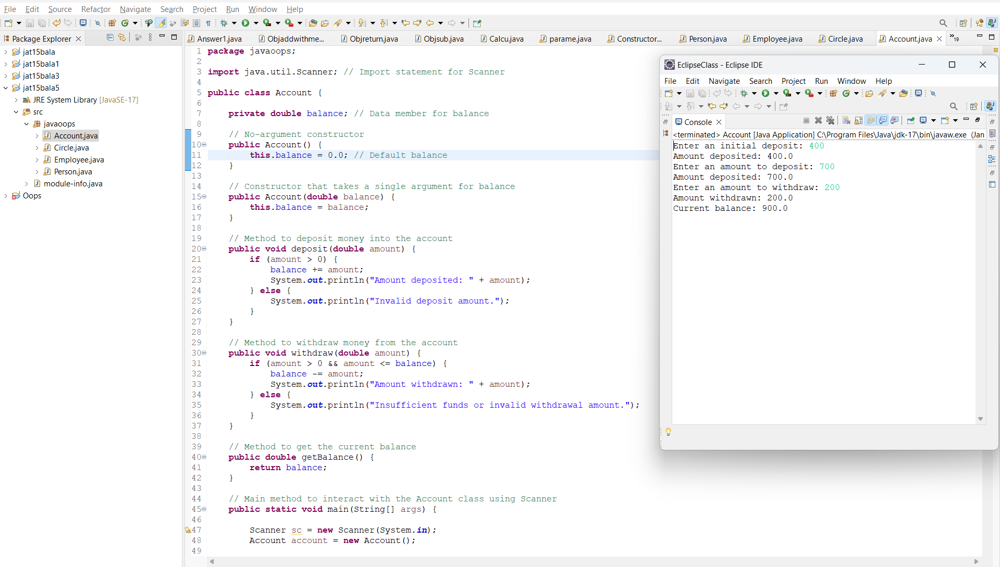 File Edit Source Refactor Navigate Search Project Run Window Help
Package Explorer
jat15bala
jat15bala1
jat15bala3
jat15bala5
JRE System Library [JavaSE-17]
src
javaoops
Account.java
Circle.java
Employee.java
Person.java
module-info.java
Oops
Answer1.java Objaddwithme... Objreturn.java Objsub.java Calcu.java parame.java Constructor... Person.java Employee.java Circle.java Account.java »19
1 package javaoops;
2
3 import java.util.Scanner; // Import statement for Scanner
4
5 public class Account {
6
7 private double balance; // Data member for balance
8
9 // No-argument constructor
10 public Account() {
11 this.balance = 0.0; // Default balance
12 }
13
14 // Constructor that takes a single argument for balance
15 public Account(double balance) {
16 this.balance = balance;
17 }
18
19 // Method to deposit money into the account
20 public void deposit(double amount) {
21 if (amount > 0) {
22 balance += amount;
23 System.out.println("Amount deposited: " + amount);
24 } else {
25 System.out.println("Invalid deposit amount.");
26 }
27 }
28
29 // Method to withdraw money from the account
30 public void withdraw(double amount) {
31 if (amount > 0 && amount <= balance) {
32 balance -= amount;
33 System.out.println("Amount withdrawn: " + amount);
34 } else {
35 System.out.println("Insufficient funds or invalid withdrawal amount.");
36 }
37 }
38
39 // Method to get the current balance
40 public double getBalance() {
41 return balance;
42 }
43
44 // Main method to interact with the Account class using Scanner
45 public static void main(String[] args) {
46
47 Scanner sc = new Scanner(System.in);
48 Account account = new Account();
49
EclipseClass - Eclipse IDE
File Edit Navigate Search Project Run Window Help
Console
<terminated> Account [Java Application] C:\Program Files\Java\jdk-17\bin\javaw.exe (Jan
Enter an initial deposit: 400
Amount deposited: 400.0
Enter an amount to deposit: 700
Amount deposited: 700.0
Enter an amount to withdraw: 200
Amount withdrawn: 200.0
Current balance: 900.0